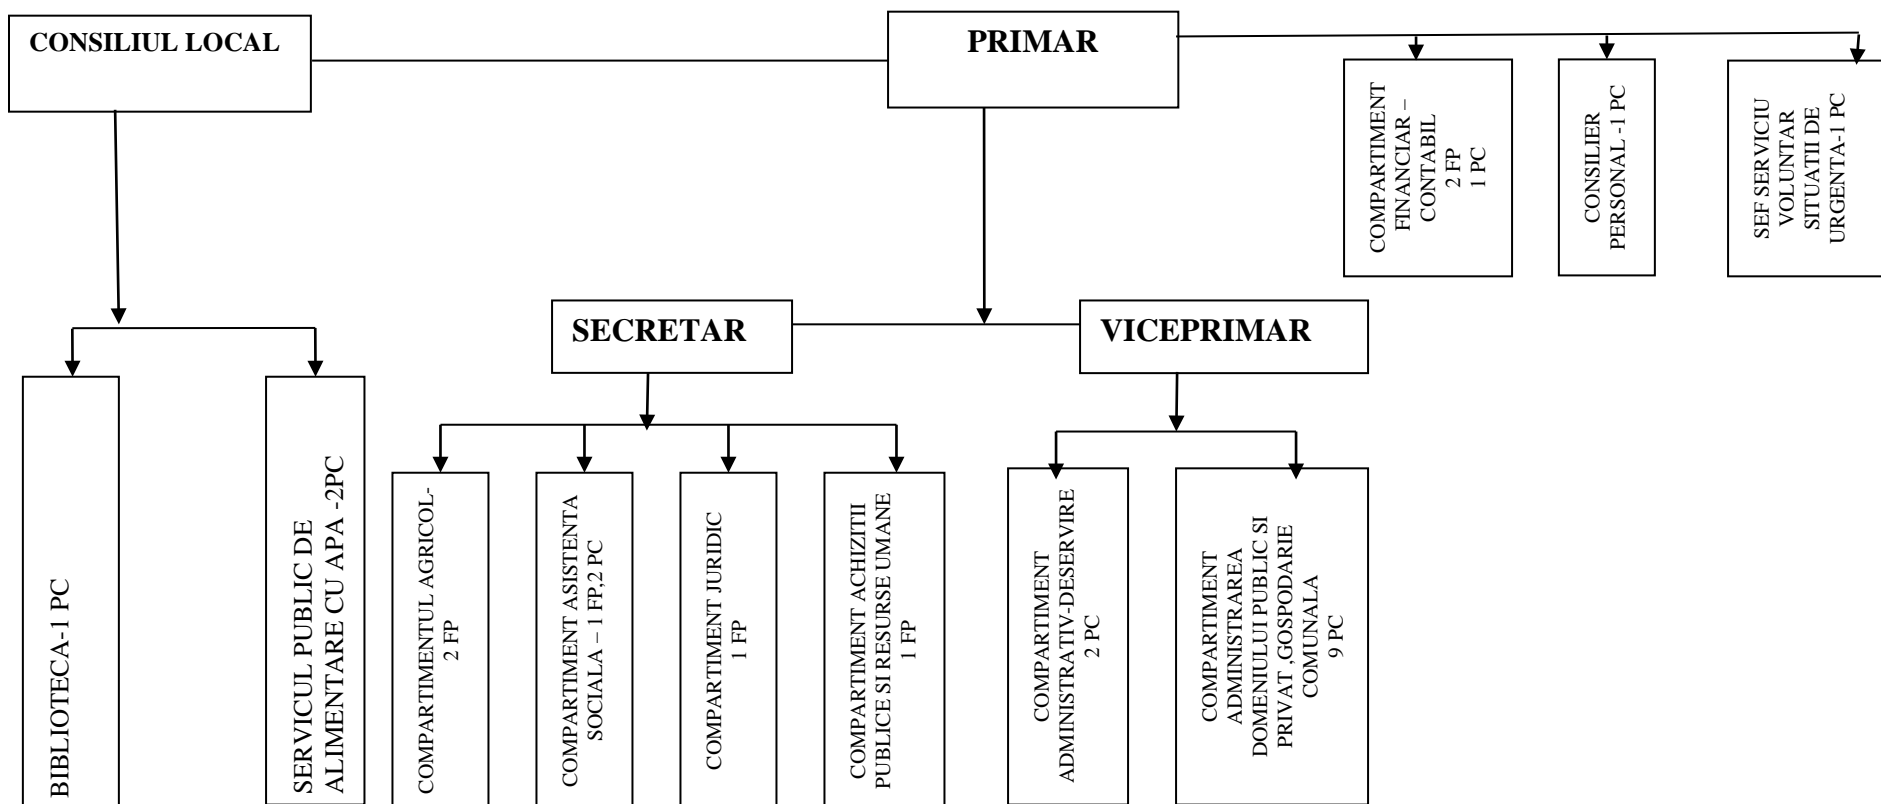 CONSILIUL LOCAL
PRIMAR
COMPARTIMENT
FINANCIAR –
CONTABIL
2 FP
1 PC
CONSILIER
PERSONAL -1 PC
SEF SERVICIU
VOLUNTAR
SITUATII DE
URGENTA-1 PC
SECRETAR
VICEPRIMAR
BIBLIOTECA-1 PC
SERVICUL PUBLIC DE
ALIMENTARE CU APA -2PC
COMPARTIMENTUL AGRICOL-
2 FP
COMPARTIMENT ASISTENTA
SOCIALA – 1 FP,2 PC
COMPARTIMENT JURIDIC
1 FP
COMPARTIMENT ACHIZITII
PUBLICE SI RESURSE UMANE
1 FP
COMPARTIMENT
ADMINISTRATIV-DESERVIRE
2 PC
COMPARTIMENT
ADMINISTRAREA
DOMENIULUI PUBLIC SI
PRIVAT ,GOSPODARIE
COMUNALA
9 PC